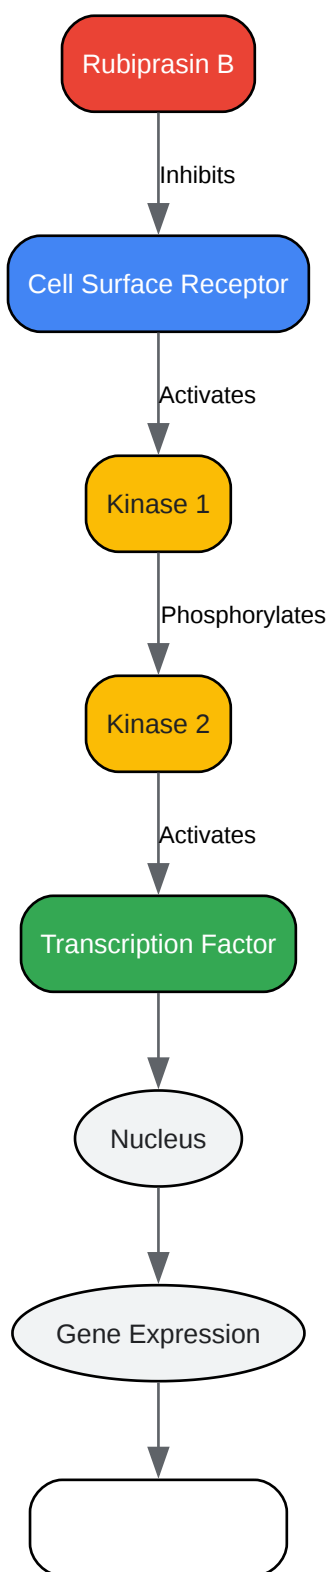 Rubiprasin B
Inhibits
Cell Surface Receptor
Activates
Kinase 1
Phosphorylates
Kinase 2
Activates
Transcription Factor
Nucleus
Gene Expression